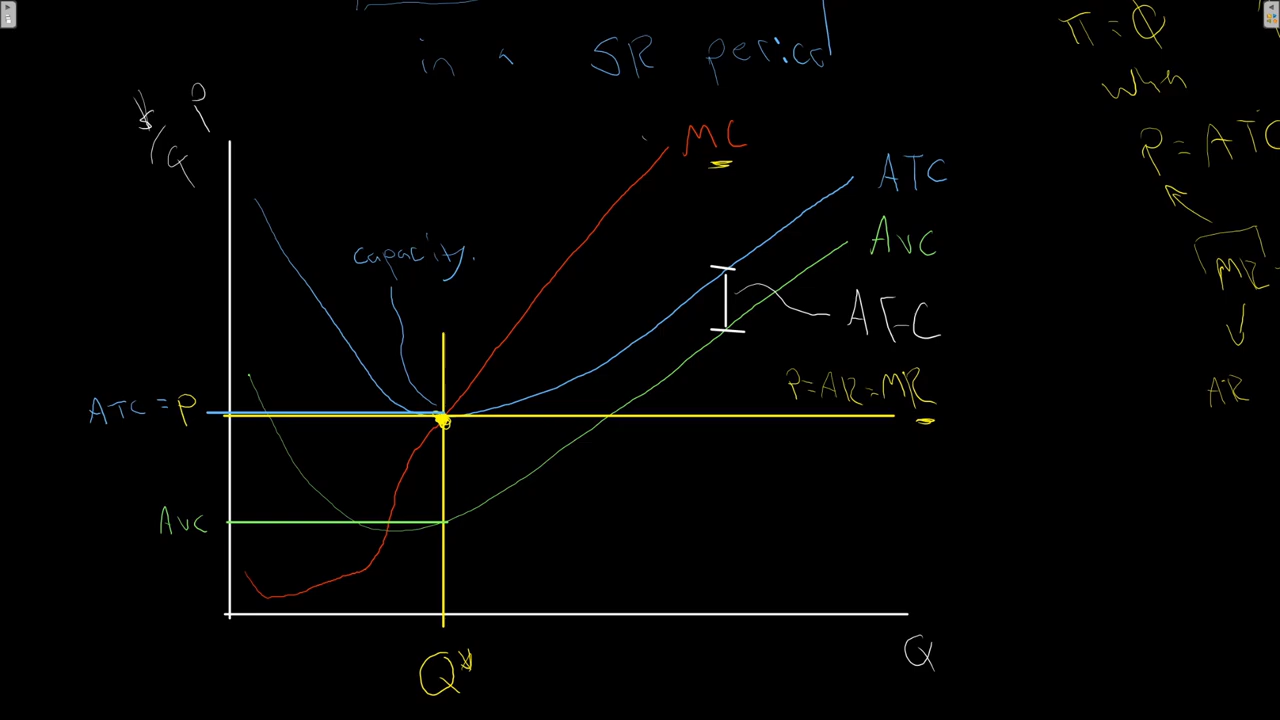 in a SR period
π = 0
when
P = ATC
MR
AR
$/Q P
MC
ATC
AVC
capacity.
AFC
P=AR=MR
ATC = P
AVC
Q*
Q